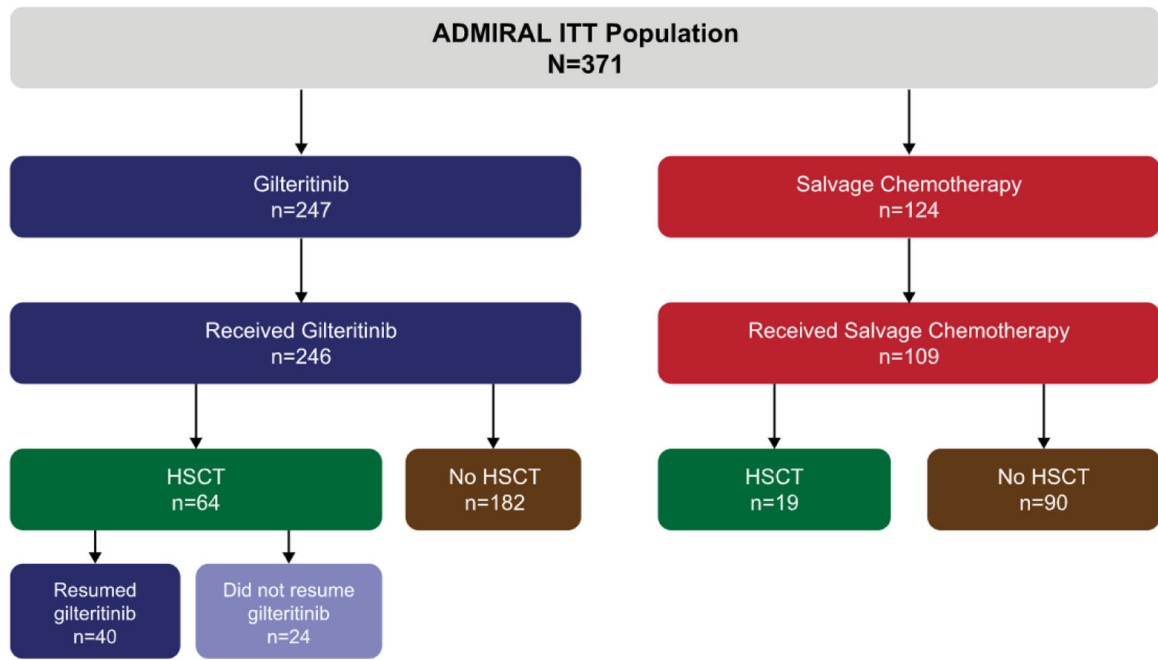 ADMIRAL ITT Population
N=371
Gilteritinib
n=247
Salvage Chemotherapy
n=124
Received Gilteritinib
n=246
Received Salvage Chemotherapy
n=109
HSCT
n=64
No HSCT
n=182
HSCT
n=19
No HSCT
n=90
Resumed
gilteritinib
n=40
Did not resume
gilteritinib
n=24